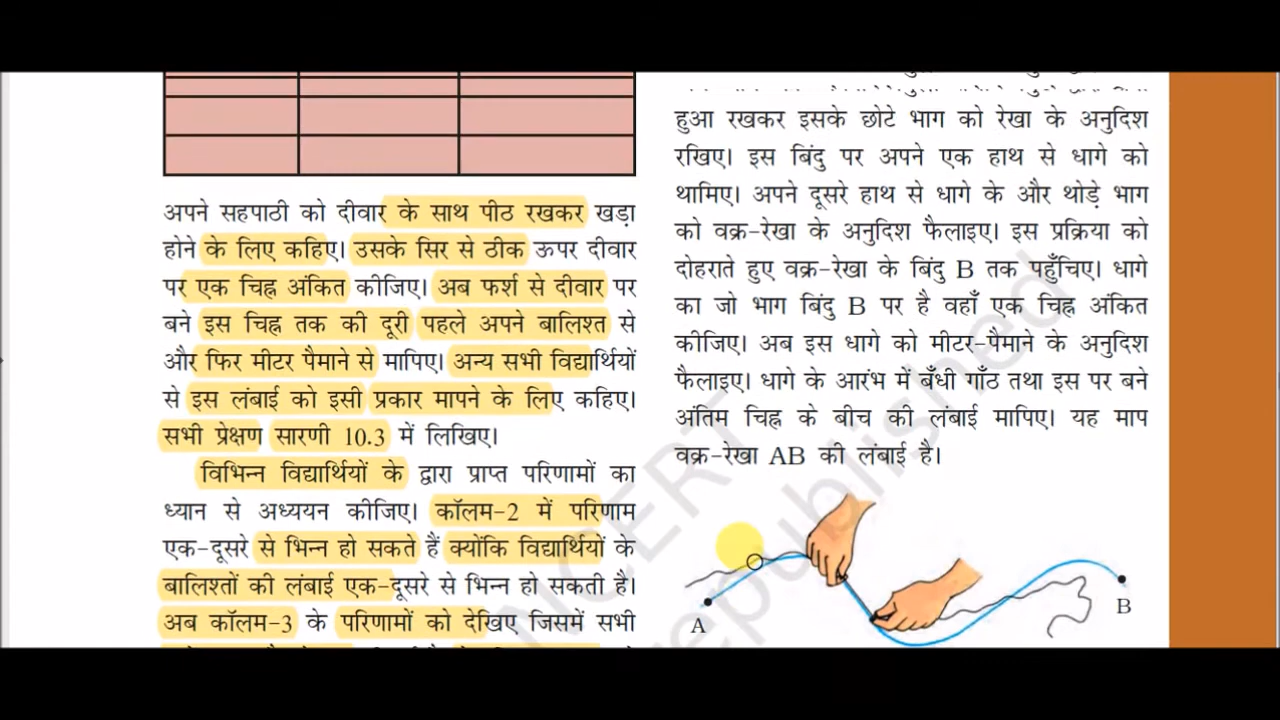 अपने सहपाठी को दीवार के साथ पीठ रखकर खड़ा
होने के लिए कहिए। उसके सिर से ठीक ऊपर दीवार
पर एक चिह्न अंकित कीजिए। अब फर्श से दीवार पर
बने इस चिह्न तक की दूरी पहले अपने बालिश्त से
और फिर मीटर पैमाने से मापिए। अन्य सभी विद्यार्थियों
से इस लंबाई को इसी प्रकार मापने के लिए कहिए।
सभी प्रेक्षण सारणी 10.3 में लिखिए।
विभिन्न विद्यार्थियों के द्वारा प्राप्त परिणामों का
ध्यान से अध्ययन कीजिए। कॉलम-2 में परिणाम
एक-दूसरे से भिन्न हो सकते हैं क्योंकि विद्यार्थियों के
बालिश्तों की लंबाई एक-दूसरे से भिन्न हो सकती है।
अब कॉलम-3 के परिणामों को देखिए जिसमें सभी
हुआ रखकर इसके छोटे भाग को रेखा के अनुदिश
रखिए। इस बिंदु पर अपने एक हाथ से धागे को
थामिए। अपने दूसरे हाथ से धागे के और थोड़े भाग
को वक्र-रेखा के अनुदिश फैलाइए। इस प्रक्रिया को
दोहराते हुए वक्र-रेखा के बिंदु B तक पहुँचिए। धागे
का जो भाग बिंदु B पर है वहाँ एक चिह्न अंकित
कीजिए। अब इस धागे को मीटर-पैमाने के अनुदिश
फैलाइए। धागे के आरंभ में बँधी गाँठ तथा इस पर बने
अंतिम चिह्न के बीच की लंबाई मापिए। यह माप
वक्र-रेखा AB की लंबाई है।
A
B
NCERT
republished